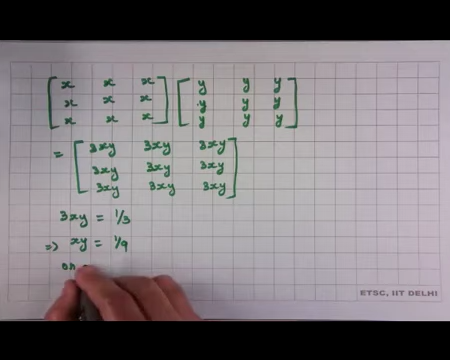 [x x x] [y y y]
[x x x] [y y y]
[x x x] [y y y]
= [3xy 3xy 3xy]
[3xy 3xy 3xy]
[3xy 3xy 3xy]
3xy = 1/3
=> xy = 1/9
ETSC, IIT DELHI